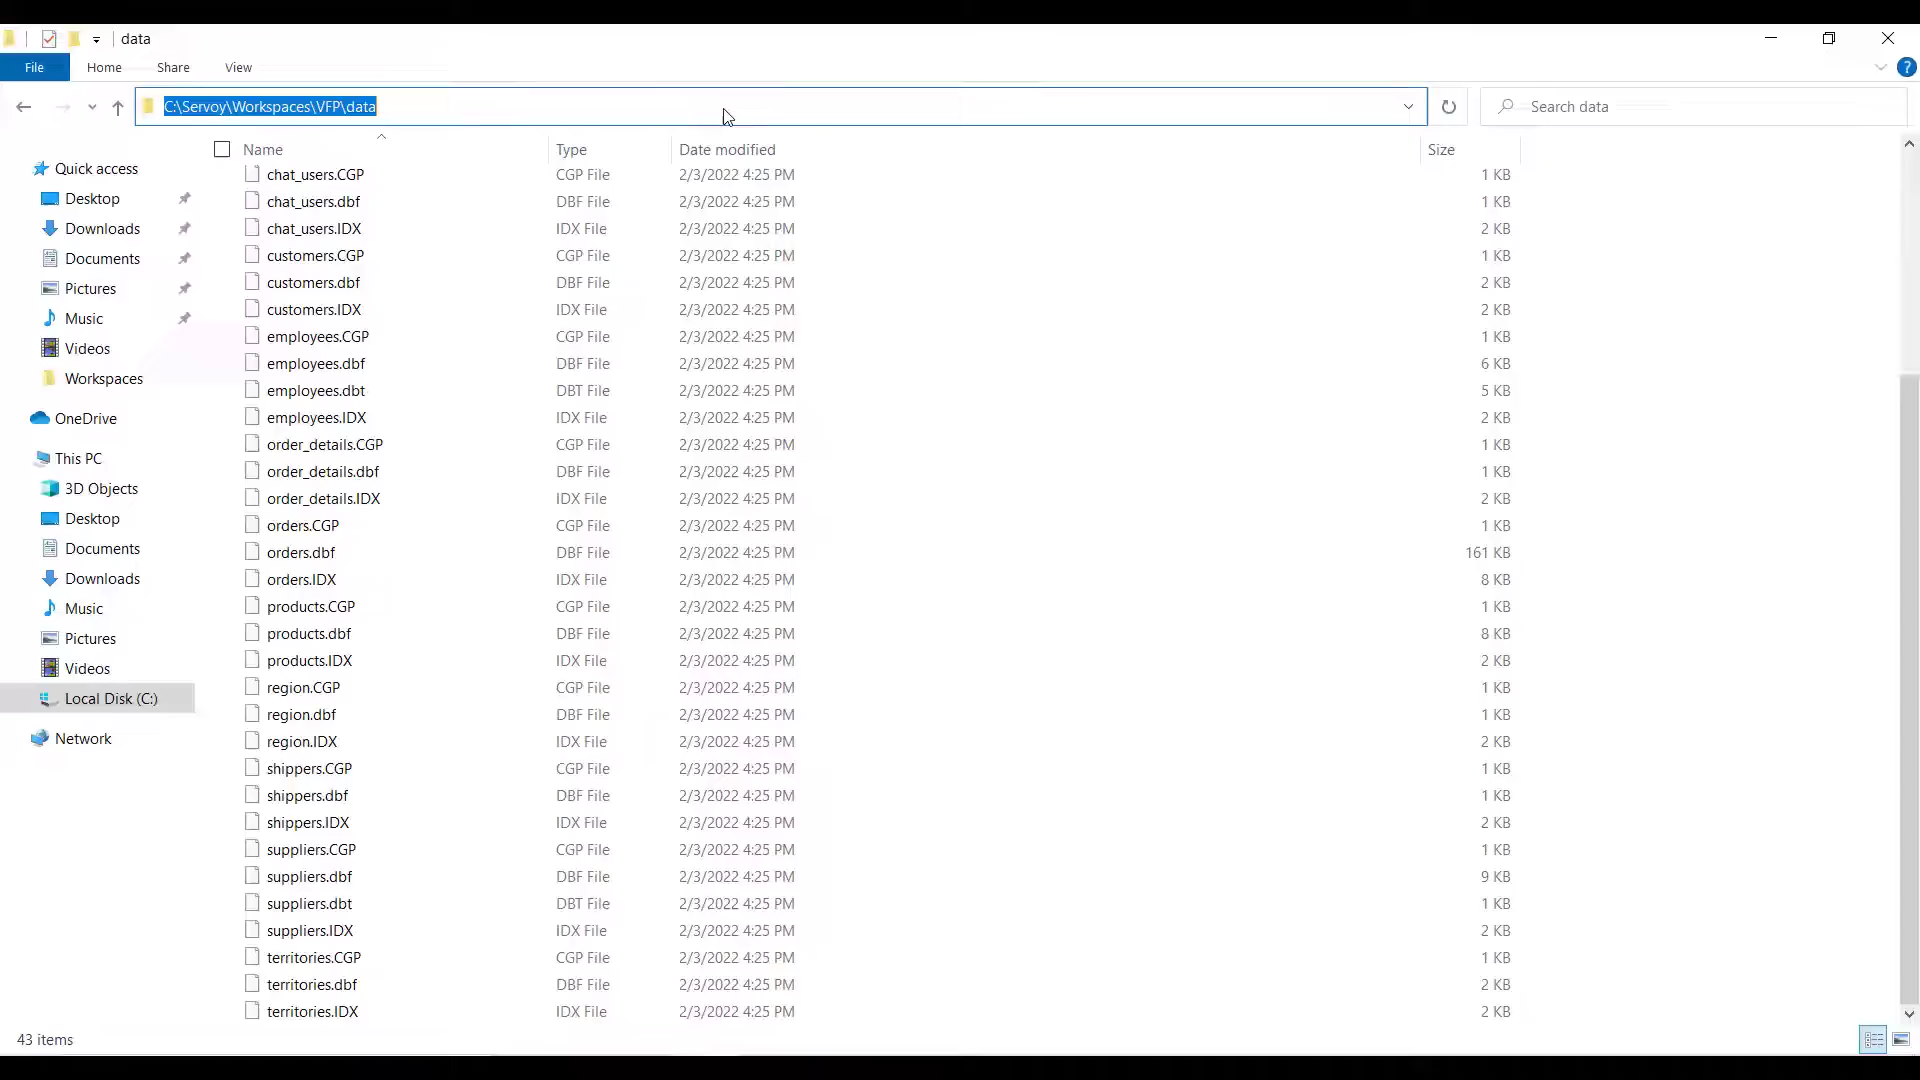 data
File Home Share View
C:\Servoy\Workspaces\VFP\data Search data
Name Type Date modified Size
Quick access
Desktop
Downloads
Documents
Pictures
Music
Videos
Workspaces
OneDrive
This PC
3D Objects
Desktop
Documents
Downloads
Music
Pictures
Videos
Local Disk (C:)
Network
chat_users.CGP CGP File 2/3/2022 4:25 PM 1 KB
chat_users.dbf DBF File 2/3/2022 4:25 PM 1 KB
chat_users.IDX IDX File 2/3/2022 4:25 PM 2 KB
customers.CGP CGP File 2/3/2022 4:25 PM 1 KB
customers.dbf DBF File 2/3/2022 4:25 PM 2 KB
customers.IDX IDX File 2/3/2022 4:25 PM 2 KB
employees.CGP CGP File 2/3/2022 4:25 PM 1 KB
employees.dbf DBF File 2/3/2022 4:25 PM 6 KB
employees.dbt DBT File 2/3/2022 4:25 PM 5 KB
employees.IDX IDX File 2/3/2022 4:25 PM 2 KB
order_details.CGP CGP File 2/3/2022 4:25 PM 1 KB
order_details.dbf DBF File 2/3/2022 4:25 PM 1 KB
order_details.IDX IDX File 2/3/2022 4:25 PM 2 KB
orders.CGP CGP File 2/3/2022 4:25 PM 1 KB
orders.dbf DBF File 2/3/2022 4:25 PM 161 KB
orders.IDX IDX File 2/3/2022 4:25 PM 8 KB
products.CGP CGP File 2/3/2022 4:25 PM 1 KB
products.dbf DBF File 2/3/2022 4:25 PM 8 KB
products.IDX IDX File 2/3/2022 4:25 PM 2 KB
region.CGP CGP File 2/3/2022 4:25 PM 1 KB
region.dbf DBF File 2/3/2022 4:25 PM 1 KB
region.IDX IDX File 2/3/2022 4:25 PM 2 KB
shippers.CGP CGP File 2/3/2022 4:25 PM 1 KB
shippers.dbf DBF File 2/3/2022 4:25 PM 1 KB
shippers.IDX IDX File 2/3/2022 4:25 PM 2 KB
suppliers.CGP CGP File 2/3/2022 4:25 PM 1 KB
suppliers.dbf DBF File 2/3/2022 4:25 PM 9 KB
suppliers.dbt DBT File 2/3/2022 4:25 PM 1 KB
suppliers.IDX IDX File 2/3/2022 4:25 PM 2 KB
territories.CGP CGP File 2/3/2022 4:25 PM 1 KB
territories.dbf DBF File 2/3/2022 4:25 PM 2 KB
territories.IDX IDX File 2/3/2022 4:25 PM 2 KB
43 items